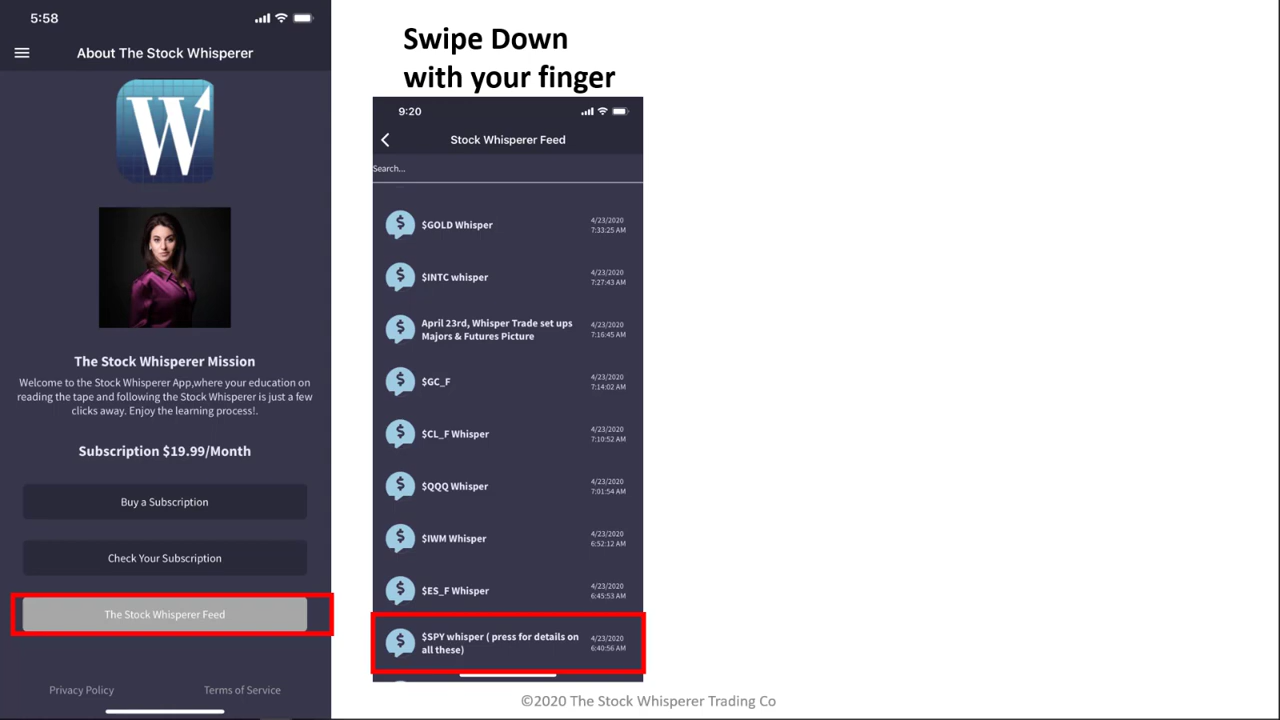 5:58
About The Stock Whisperer
W
The Stock Whisperer Mission
Welcome to the Stock Whisperer App,where your education on
reading the tape and following the Stock Whisperer is just a few
clicks away. Enjoy the learning process!.
Subscription $19.99/Month
Buy a Subscription
Check Your Subscription
The Stock Whisperer Feed
Privacy Policy
Terms of Service
Swipe Down
with your finger
9:20
Stock Whisperer Feed
Search...
$ $GOLD Whisper 4/23/2020
7:33:25 AM
$ $INTC whisper 4/23/2020
7:27:43 AM
$ April 23rd, Whisper Trade set ups 4/23/2020
Majors & Futures Picture 7:16:45 AM
$ $GC_F 4/23/2020
7:14:02 AM
$ $CL_F Whisper 4/23/2020
7:10:52 AM
$ $QQQ Whisper 4/23/2020
7:01:54 AM
$ $IWM Whisper 4/23/2020
6:52:12 AM
$ $ES_F Whisper 4/23/2020
6:45:53 AM
$ $SPY whisper ( press for details on 4/23/2020
all these) 6:40:56 AM
©2020 The Stock Whisperer Trading Co